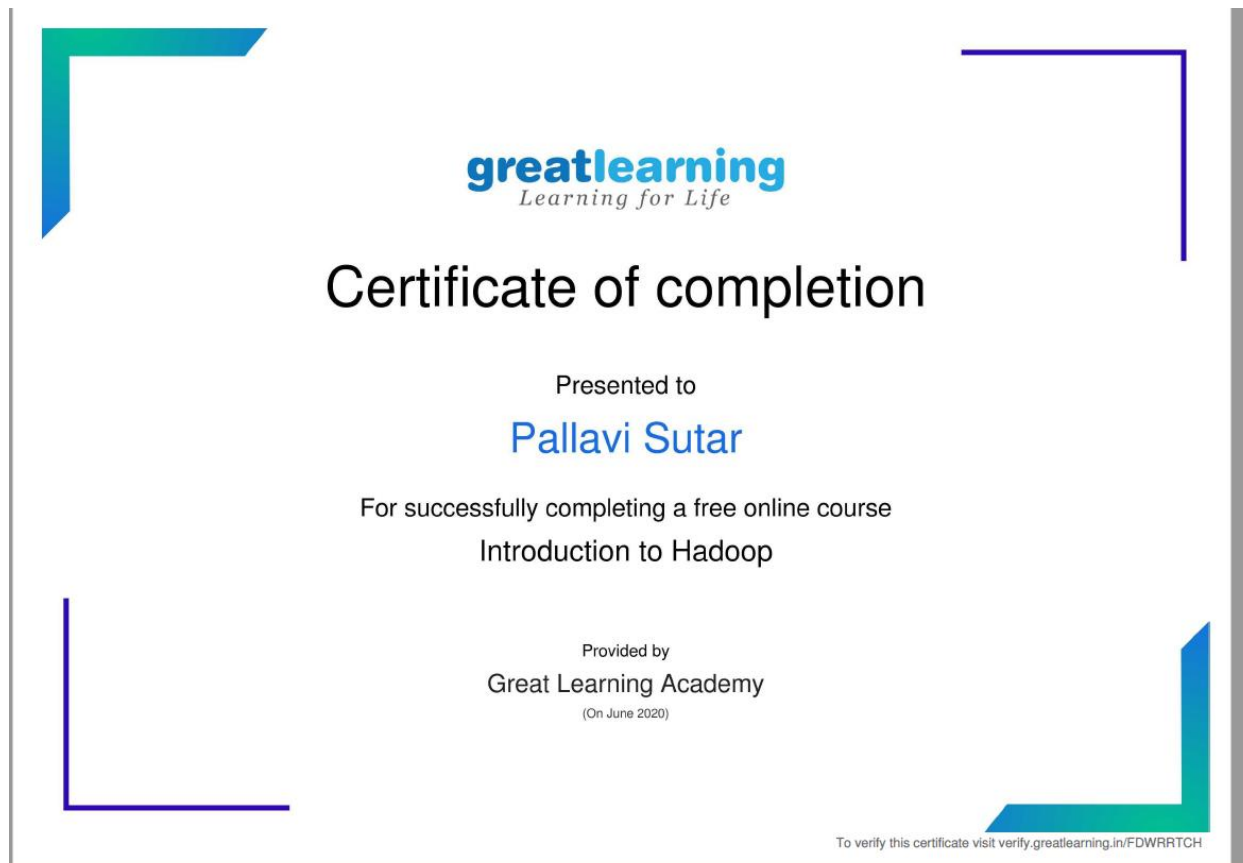 greatlearning
Learning for Life
Certificate of completion
Presented to
Pallavi Sutar
For successfully completing a free online course
Introduction to Hadoop
Provided by
Great Learning Academy
(On June 2020)
To verify this certificate visit verify.greatlearning.in/FDWRRTCH